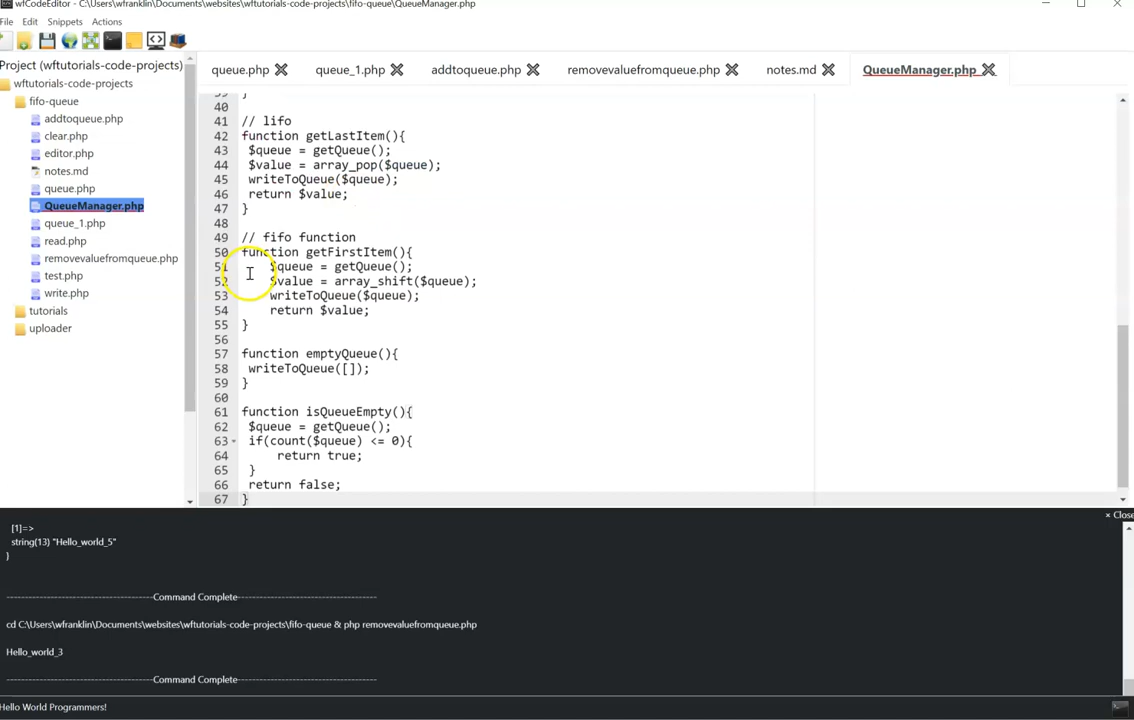 wfCodeEditor - C:\Users\wfranklin\Documents\websites\wftutorials-code-projects\fifo-queue\QueueManager.php
File Edit Snippets Actions
Project (wftutorials-code-projects)
wftutorials-code-projects
fifo-queue
addtoqueue.php
clear.php
editor.php
notes.md
queue.php
QueueManager.php
queue_1.php
read.php
removevaluefromqueue.php
test.php
write.php
tutorials
uploader
queue.php queue_1.php addtoqueue.php removevaluefromqueue.php notes.md QueueManager.php
39 }
40
41 // lifo
42 function getLastItem(){
43 $queue = getQueue();
44 $value = array_pop($queue);
45 writeToQueue($queue);
46 return $value;
47 }
48
49 // fifo function
50 function getFirstItem(){
51 $queue = getQueue();
52 $value = array_shift($queue);
53 writeToQueue($queue);
54 return $value;
55 }
56
57 function emptyQueue(){
58 writeToQueue([]);
59 }
60
61 function isQueueEmpty(){
62 $queue = getQueue();
63 if(count($queue) <= 0){
64 return true;
65 }
66 return false;
67 }
× Close
[1]=>
string(13) "Hello_world_5"
}
----------------------------------------Command Complete--------------------------------------
cd C:\Users\wfranklin\Documents\websites\wftutorials-code-projects\fifo-queue & php removevaluefromqueue.php
Hello_world_3
----------------------------------------Command Complete--------------------------------------
Hello World Programmers!